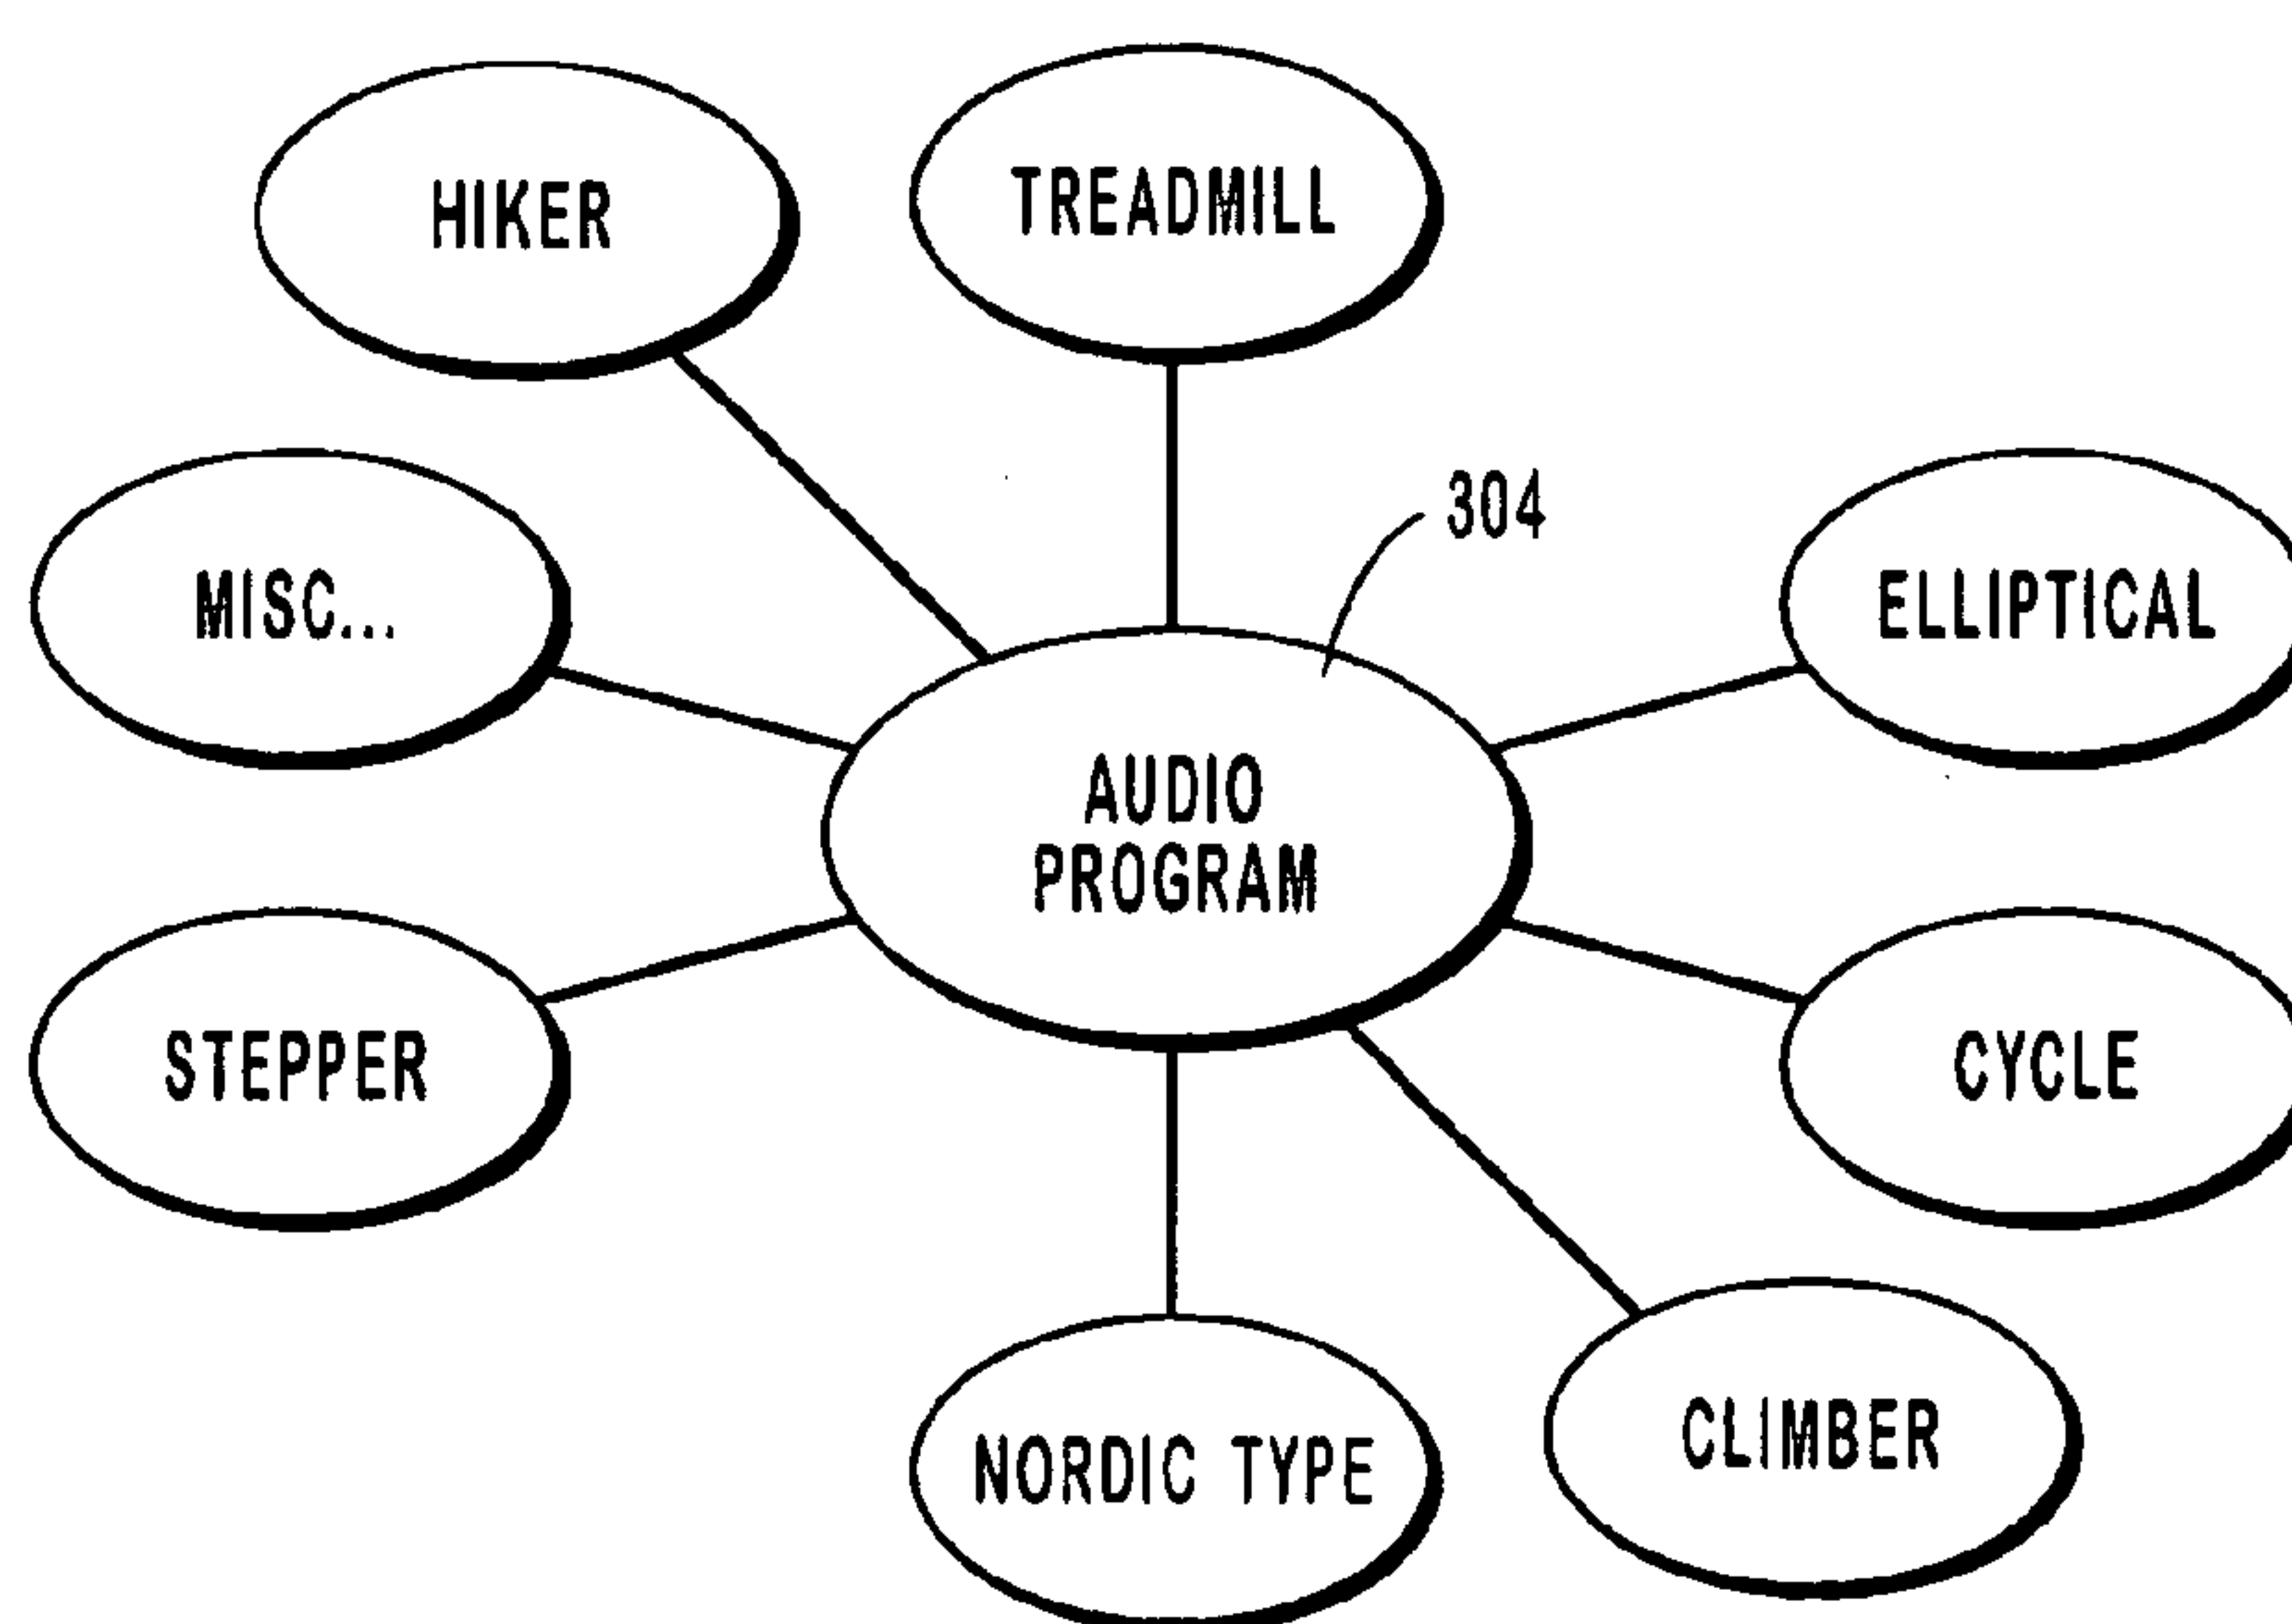 HIKER
TREADMILL
304
MISC...
ELLIPTICAL
AUDIO
PROGRAM
STEPPER
CYCLE
NORDIC TYPE
CLIMBER